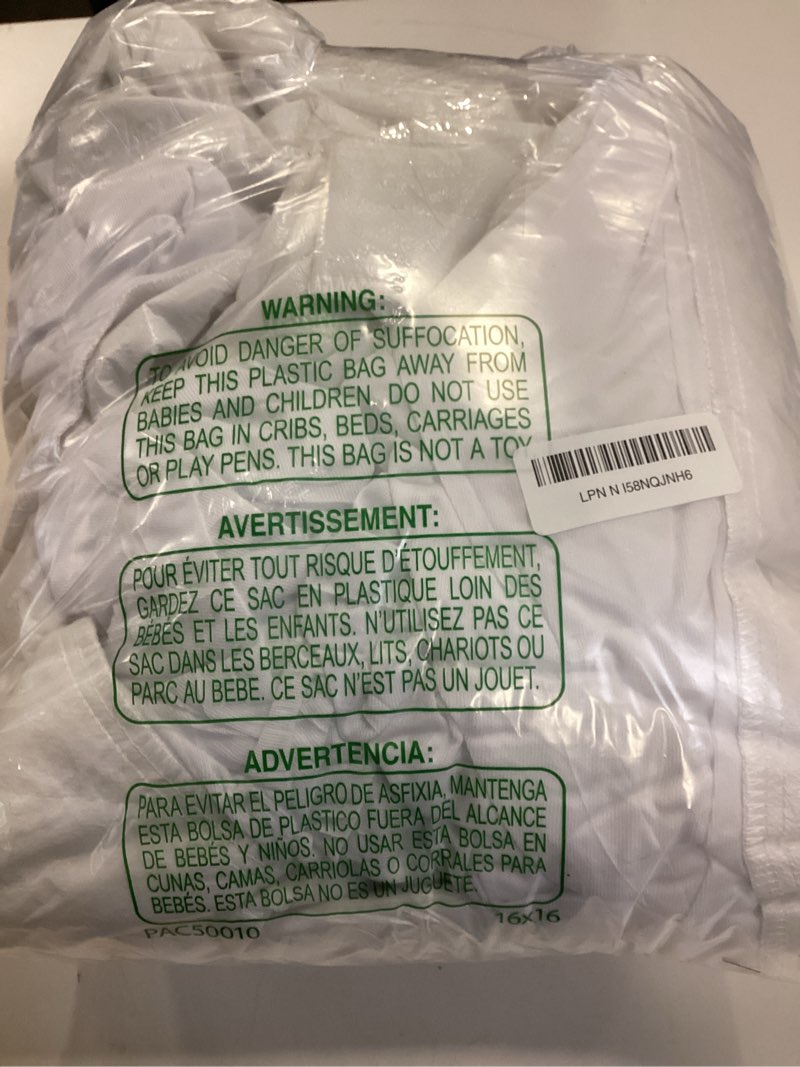 WARNING:
TO AVOID DANGER OF SUFFOCATION,
KEEP THIS PLASTIC BAG AWAY FROM
BABIES AND CHILDREN. DO NOT USE
THIS BAG IN CRIBS, BEDS, CARRIAGES
OR PLAY PENS. THIS BAG IS NOT A TOY
LPN N I58NQJNH6
AVERTISSEMENT:
POUR ÉVITER TOUT RISQUE D'ÉTOUFFEMENT,
GARDEZ CE SAC EN PLASTIQUE LOIN DES
BÉBÉS ET LES ENFANTS. N'UTILISEZ PAS CE
SAC DANS LES BERCEAUX, LITS, CHARIOTS OU
PARC AU BEBE. CE SAC N'EST PAS UN JOUET.
ADVERTENCIA:
PARA EVITAR EL PELIGRO DE ASFIXIA, MANTENGA
ESTA BOLSA DE PLASTICO FUERA DEL ALCANCE
DE BEBÉS Y NIÑOS. NO USAR ESTA BOLSA EN
CUNAS, CAMAS, CARRIOLAS O CORRALES PARA
BEBÉS. ESTA BOLSA NO ES UN JUGUETE.
PAC50010 16x16